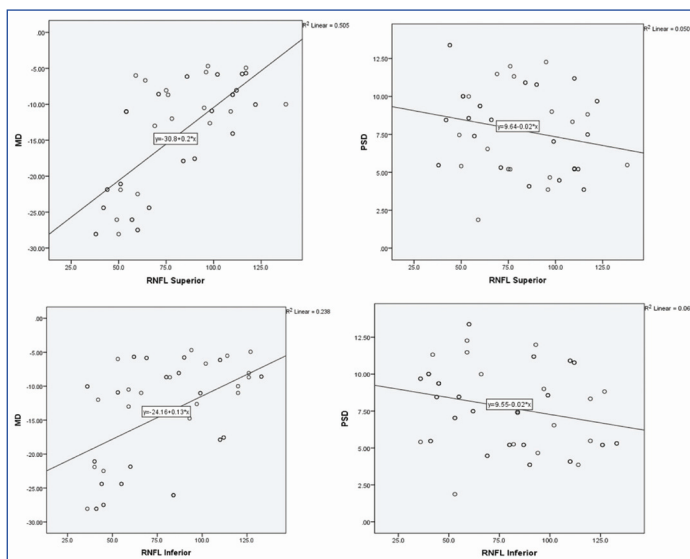 R² Linear = 0.505
MD
.00
-5.00
-10.00
-15.00
-20.00
-25.00
-30.00
y=-30.8+0.2*x
25.0 50.0 75.0 100.0 125.0
RNFL Superior
R² Linear = 0.050
PSD
12.50
10.00
7.50
5.00
2.50
.00
y=9.64-0.02*x
25.0 50.0 75.0 100.0 125.0
RNFL Superior
R² Linear = 0.238
MD
.00
-5.00
-10.00
-15.00
-20.00
-25.00
-30.00
y=-24.16+0.13*x
25.0 50.0 75.0 100.0 125.0
RNFL Inferior
R² Linear = 0.06
PSD
12.50
10.00
7.50
5.00
2.50
.00
y=9.55-0.02*x
25.0 50.0 75.0 100.0 125.0
RNFL Inferior